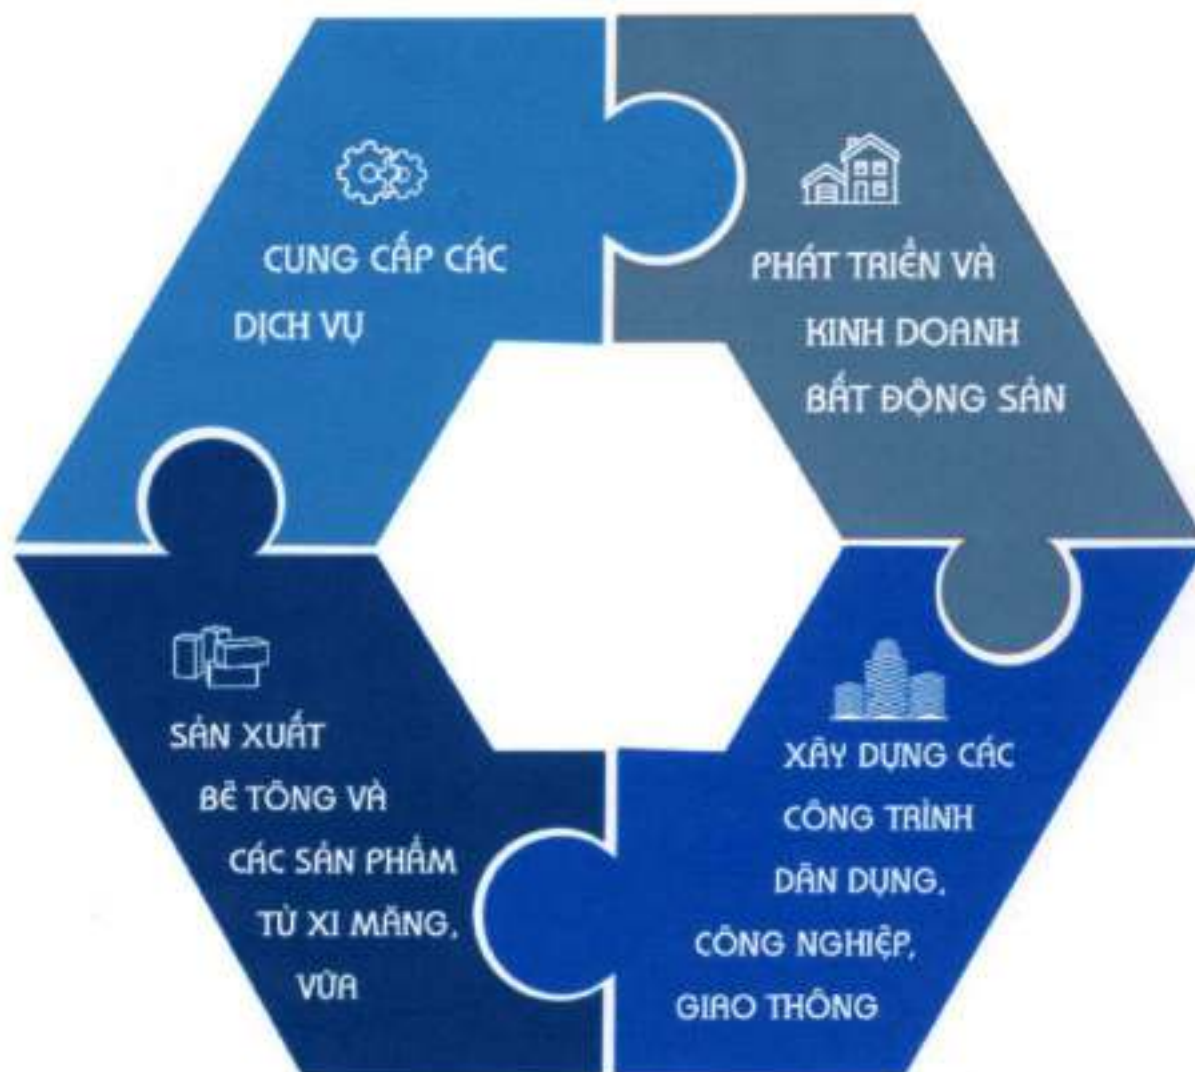 CUNG CẤP CÁC
DỊCH VỤ
PHÁT TRIỂN VÀ
KINH DOANH
BẤT ĐỘNG SẢN
SẢN XUẤT
BÊ TÔNG VÀ
CÁC SẢN PHẨM
TỪ XI MĂNG,
VỮA
XÂY DỰNG CÁC
CÔNG TRÌNH
DÂN DỤNG,
CÔNG NGHIỆP,
GIAO THÔNG